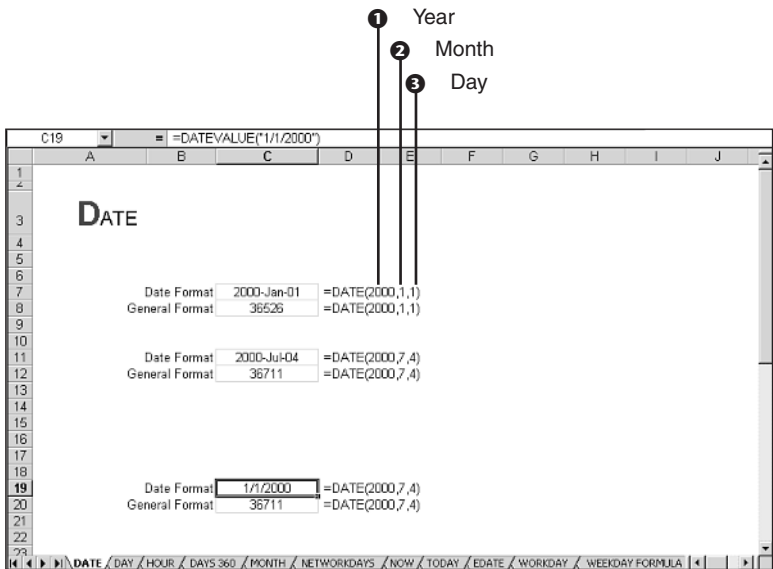 1 Year
2 Month
3 Day
C19 = =DATEVALUE("1/1/2000")
A B C D E F G H I J
1
2
3 DATE
4
5
6
7 Date Format 2000-Jan-01 =DATE(2000,1,1)
8 General Format 36526 =DATE(2000,1,1)
9
10
11 Date Format 2000-Jul-04 =DATE(2000,7,4)
12 General Format 36711 =DATE(2000,7,4)
13
14
15
16
17
18
19 Date Format 1/1/2000 =DATE(2000,7,4)
20 General Format 36711 =DATE(2000,7,4)
21
22
23
DATE DAY HOUR DAYS 360 MONTH NETWORKDAYS NOW TODAY EDATE WORKDAY WEEKDAY FORMULA